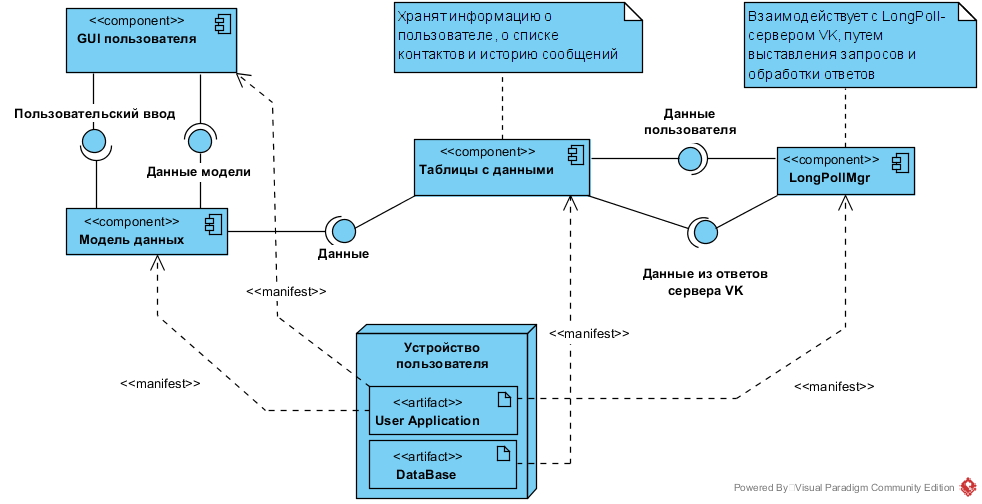 <<component>>
GUI пользователя
Хранят информацию о
пользователе, о списке
контактов и историю сообщений
Взаимодействует с LongPoll-
сервером VK, путем
выставления запросов и
обработки ответов
Пользовательский ввод
Данные модели
Данные
пользователя
<<component>>
Таблицы с данными
<<component>>
LongPollMgr
<<component>>
Модель данных
Данные
Данные из ответов
сервера VK
<<manifest>>
<<manifest>>
<<manifest>>
<<manifest>>
Устройство
пользователя
<<artifact>>
User Application
<<artifact>>
DataBase
Powered By Visual Paradigm Community Edition